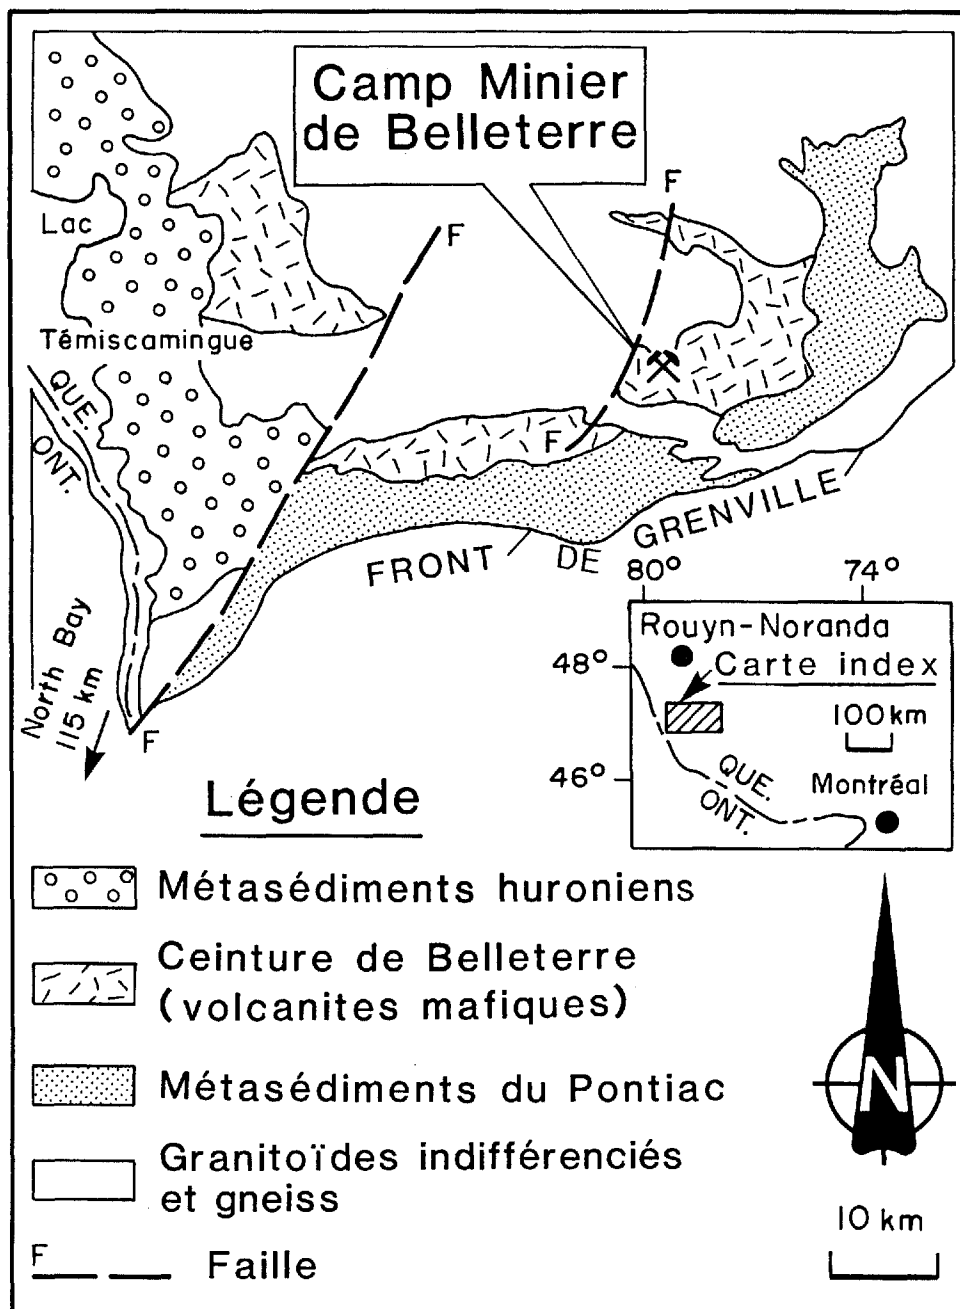 Camp Minier
de Belleterre
F
F
Lac
Témiscamingue
QUE.
ONT.
F
FRONT DE GRENVILLE
80° 74°
Rouyn-Noranda
48°
Carte index
100 km
North Bay
115 km
F
46°
QUE.
ONT.
Montréal
Légende
Métasédiments huroniens
Ceinture de Belleterre
(volcanites mafiques)
Métasédiments du Pontiac
N
Granitoïdes indifférenciés
et gneiss
10 km
F
Faille